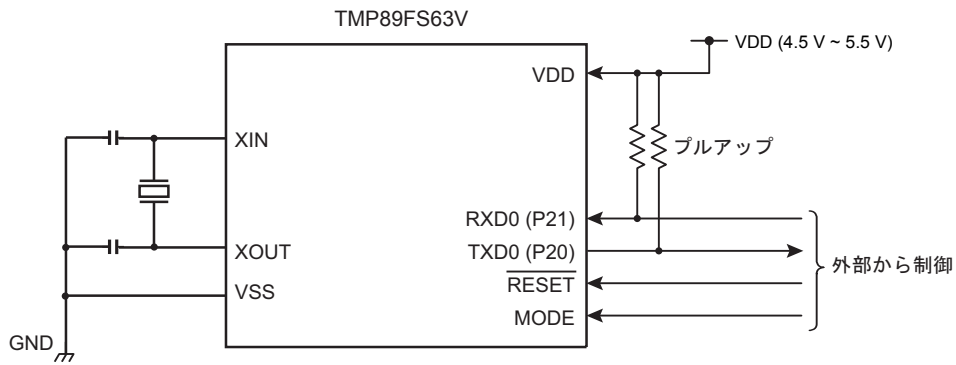 TMP89FS63V
VDD (4.5 V ~ 5.5 V)
VDD
XIN
プルアップ
RXD0 (P21)
XOUT
TXD0 (P20)
外部から制御
VSS
RESET
MODE
GND